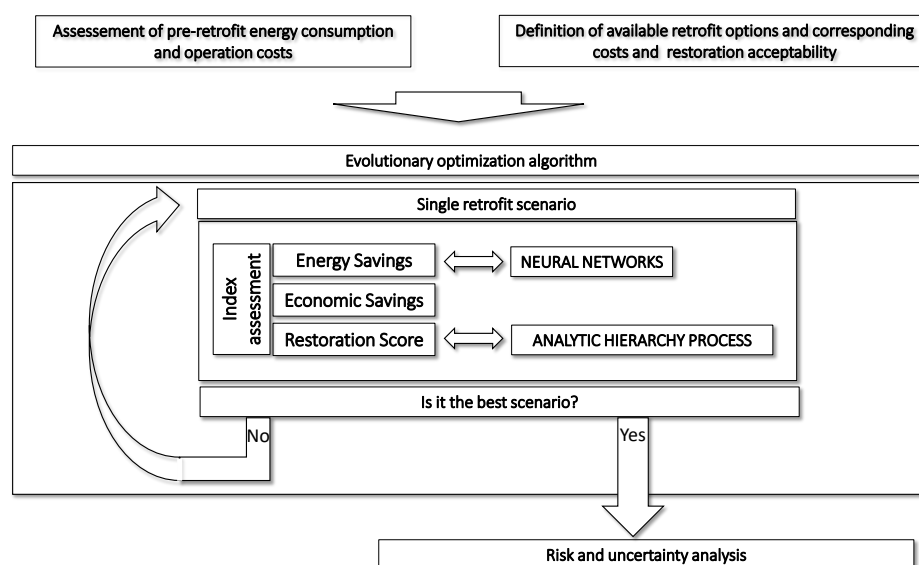 Assessment of pre-retrofit energy consumption
and operation costs
Definition of available retrofit options and corresponding
costs and restoration acceptability
Evolutionary optimization algorithm
Single retrofit scenario
Index
assessment
Energy Savings
NEURAL NETWORKS
Economic Savings
Restoration Score
ANALYTIC HIERARCHY PROCESS
Is it the best scenario?
No
Yes
Risk and uncertainty analysis